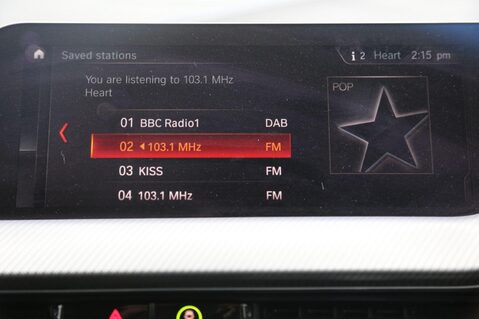 Saved stations
i 2 Heart 2:15 pm
You are listening to 103.1 MHz
Heart
POP
01 BBC Radio1 DAB
02 103.1 MHz FM
03 KISS FM
04 103.1 MHz FM